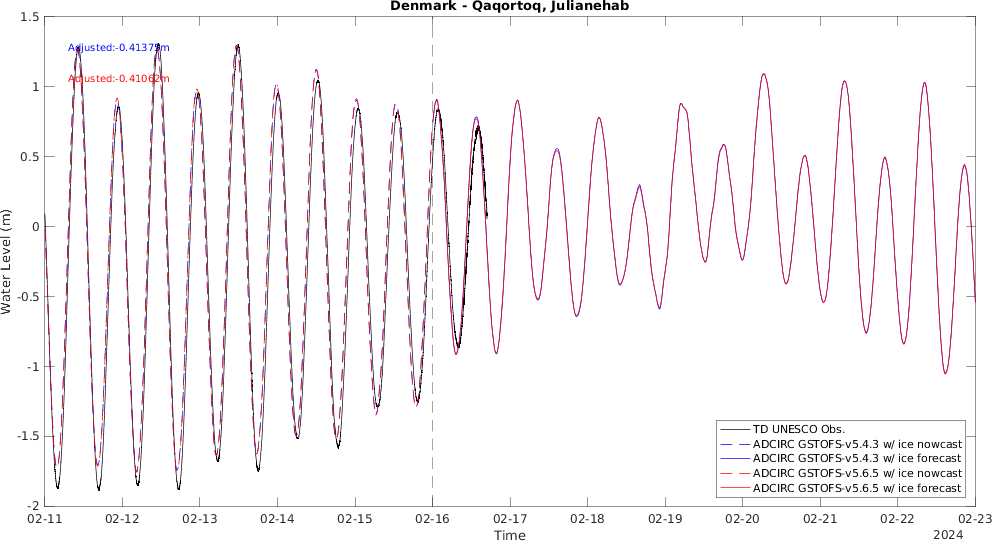 Denmark - Qaqortoq, Julianehab
1.5
Adjusted:-0.41375m
Adjusted:-0.41062m
1
0.5
0
-0.5
-1
-1.5
-2
Water Level (m)
TD UNESCO Obs.
ADCIRC GSTOFS-v5.4.3 w/ ice nowcast
ADCIRC GSTOFS-v5.4.3 w/ ice forecast
ADCIRC GSTOFS-v5.6.5 w/ ice nowcast
ADCIRC GSTOFS-v5.6.5 w/ ice forecast
02-11 02-12 02-13 02-14 02-15 02-16 02-17 02-18 02-19 02-20 02-21 02-22 02-23
Time
2024